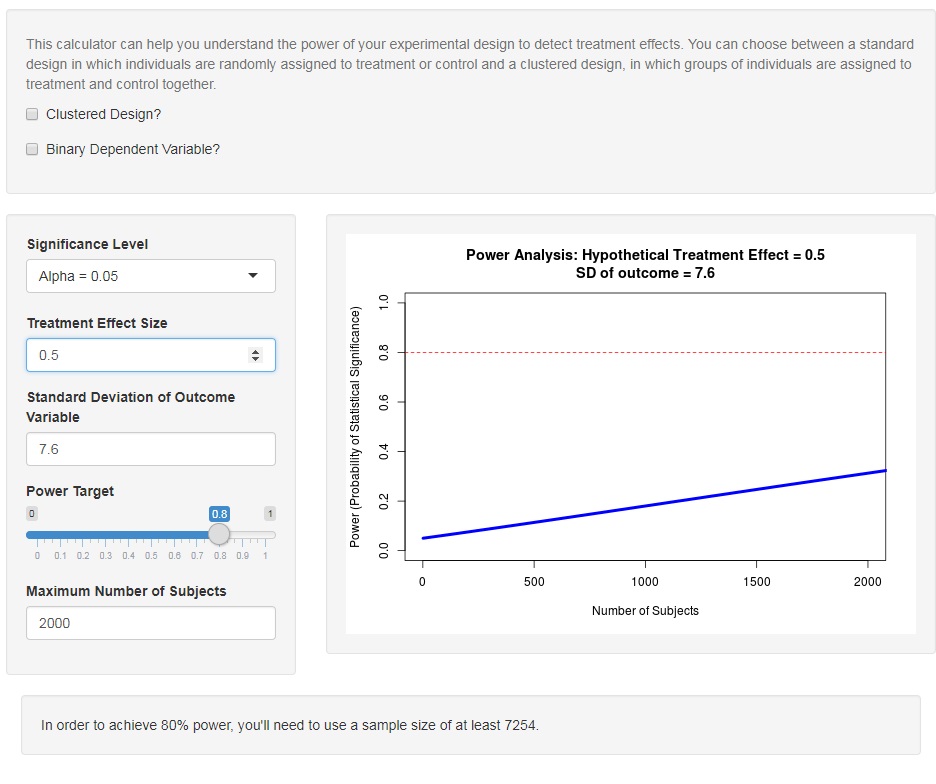 This calculator can help you understand the power of your experimental design to detect treatment effects. You can choose between a standard
design in which individuals are randomly assigned to treatment or control and a clustered design, in which groups of individuals are assigned to
treatment and control together.
Clustered Design?
Binary Dependent Variable?
Significance Level
Alpha = 0.05
Treatment Effect Size
0.5
Standard Deviation of Outcome
Variable
7.6
Power Target
0 0.8 1
0 0.1 0.2 0.3 0.4 0.5 0.6 0.7 0.8 0.9 1
Maximum Number of Subjects
2000
Power Analysis: Hypothetical Treatment Effect = 0.5
SD of outcome = 7.6
Power (Probability of Statistical Significance)
1.0
0.8
0.6
0.4
0.2
0.0
0 500 1000 1500 2000
Number of Subjects
In order to achieve 80% power, you'll need to use a sample size of at least 7254.